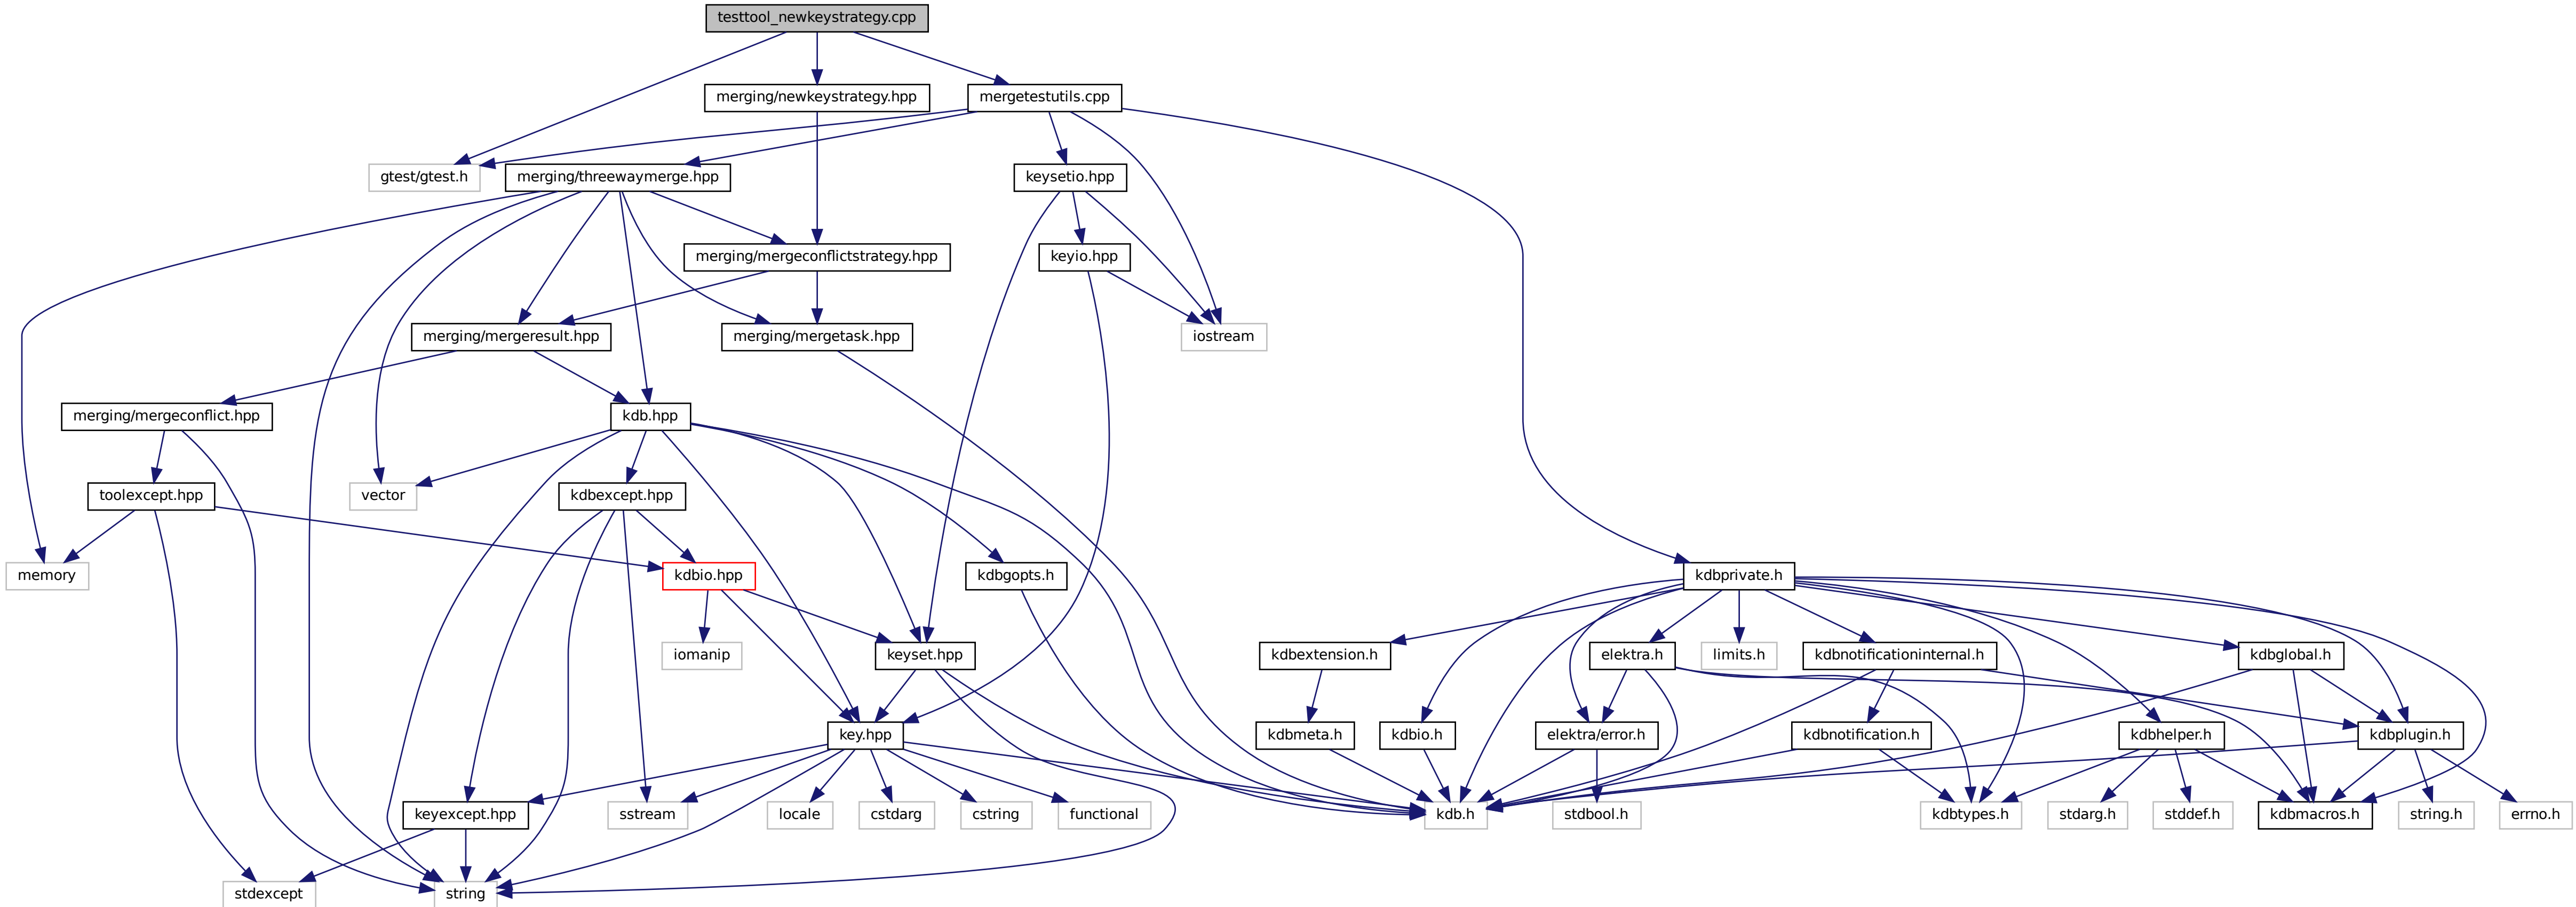 testtool_newkeystrategy.cpp
merging/newkeystrategy.hpp
mergetestutils.cpp
gtest/gtest.h
merging/threewaymerge.hpp
keysetio.hpp
merging/mergeconflictstrategy.hpp
keyio.hpp
merging/mergeresult.hpp
merging/mergetask.hpp
iostream
merging/mergeconflict.hpp
kdb.hpp
toolexcept.hpp
vector
kdbexcept.hpp
memory
kdbio.hpp
kdbgopts.h
kdbprivate.h
iomanip
keyset.hpp
kdbextension.h
elektra.h
limits.h
kdbnotificationinternal.h
kdbglobal.h
key.hpp
kdbmeta.h
kdbio.h
elektra/error.h
kdbnotification.h
kdbhelper.h
kdbplugin.h
keyexcept.hpp
sstream
locale
cstdarg
cstring
functional
kdb.h
stdbool.h
kdbtypes.h
stdarg.h
stddef.h
kdbmacros.h
string.h
errno.h
stdexcept
string